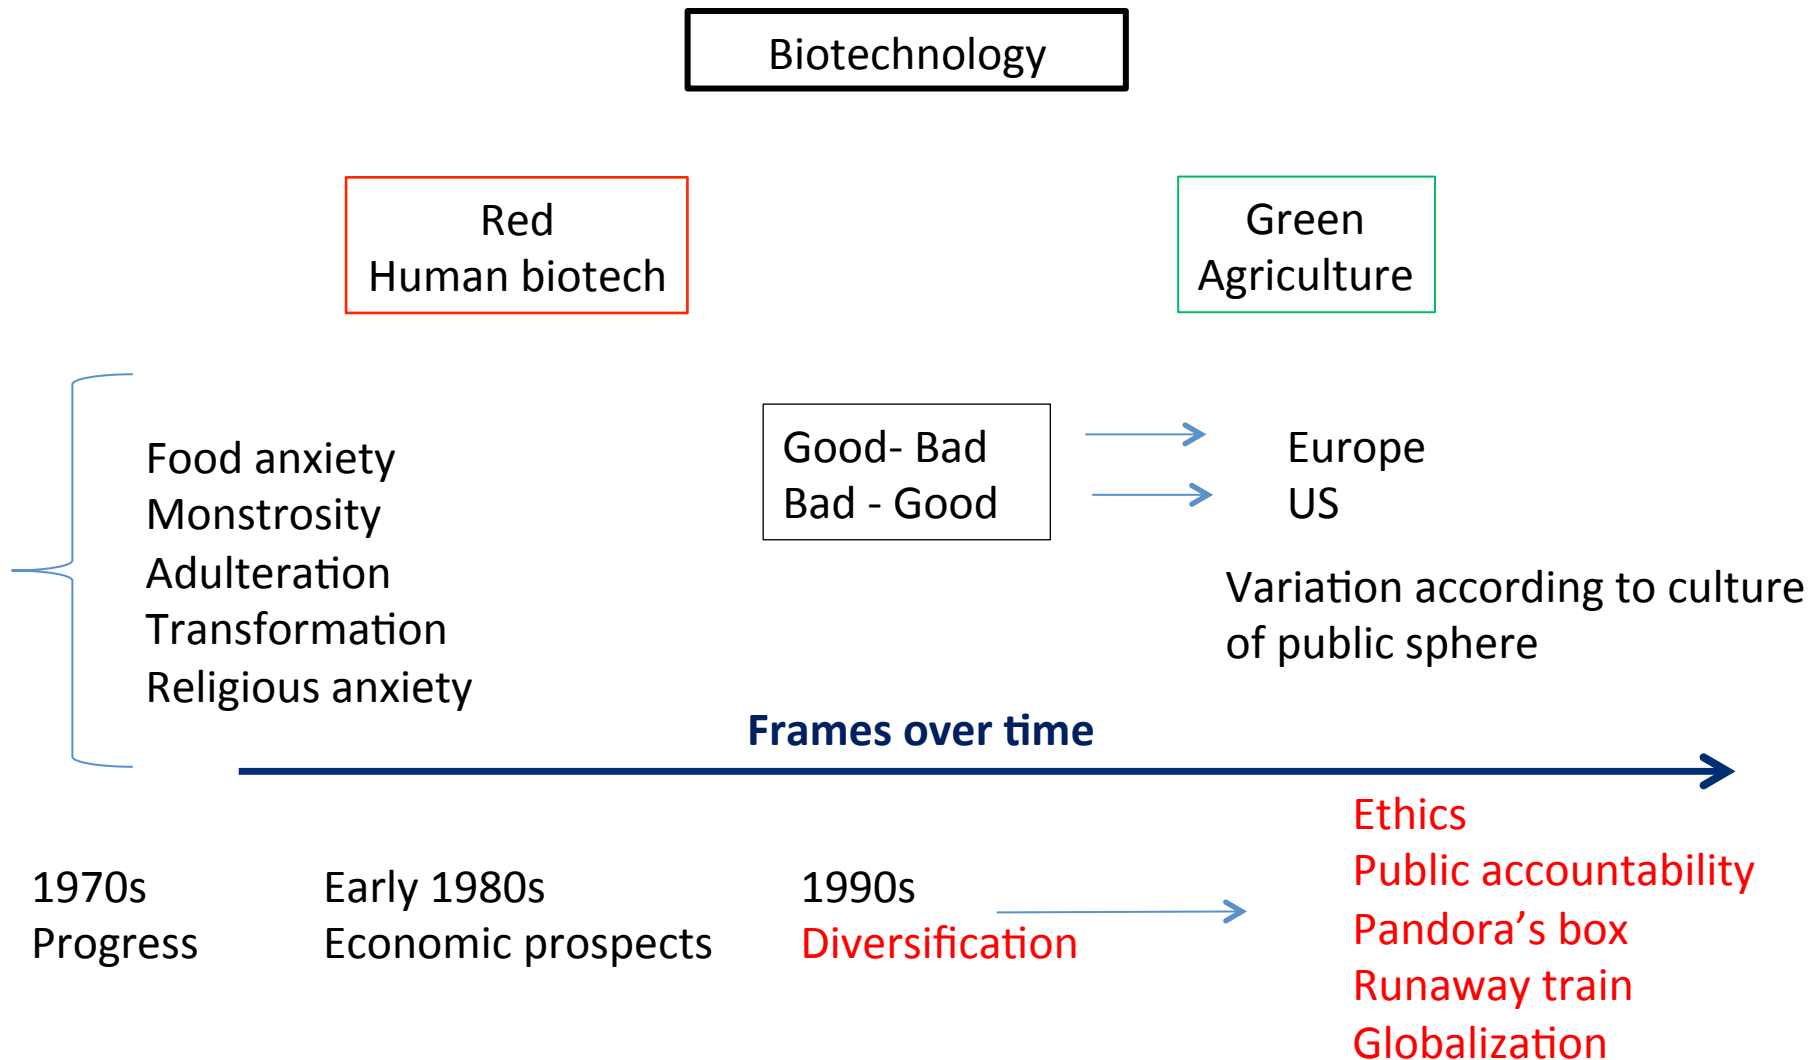 Biotechnology
Red
Human biotech
Green
Agriculture
Food anxiety
Monstrosity
Adulteration
Transformation
Religious anxiety
Good- Bad
Bad - Good
Europe
US
Variation according to culture
of public sphere
Frames over time
1970s
Progress
Early 1980s
Economic prospects
1990s
Diversification
Ethics
Public accountability
Pandora’s box
Runaway train
Globalization